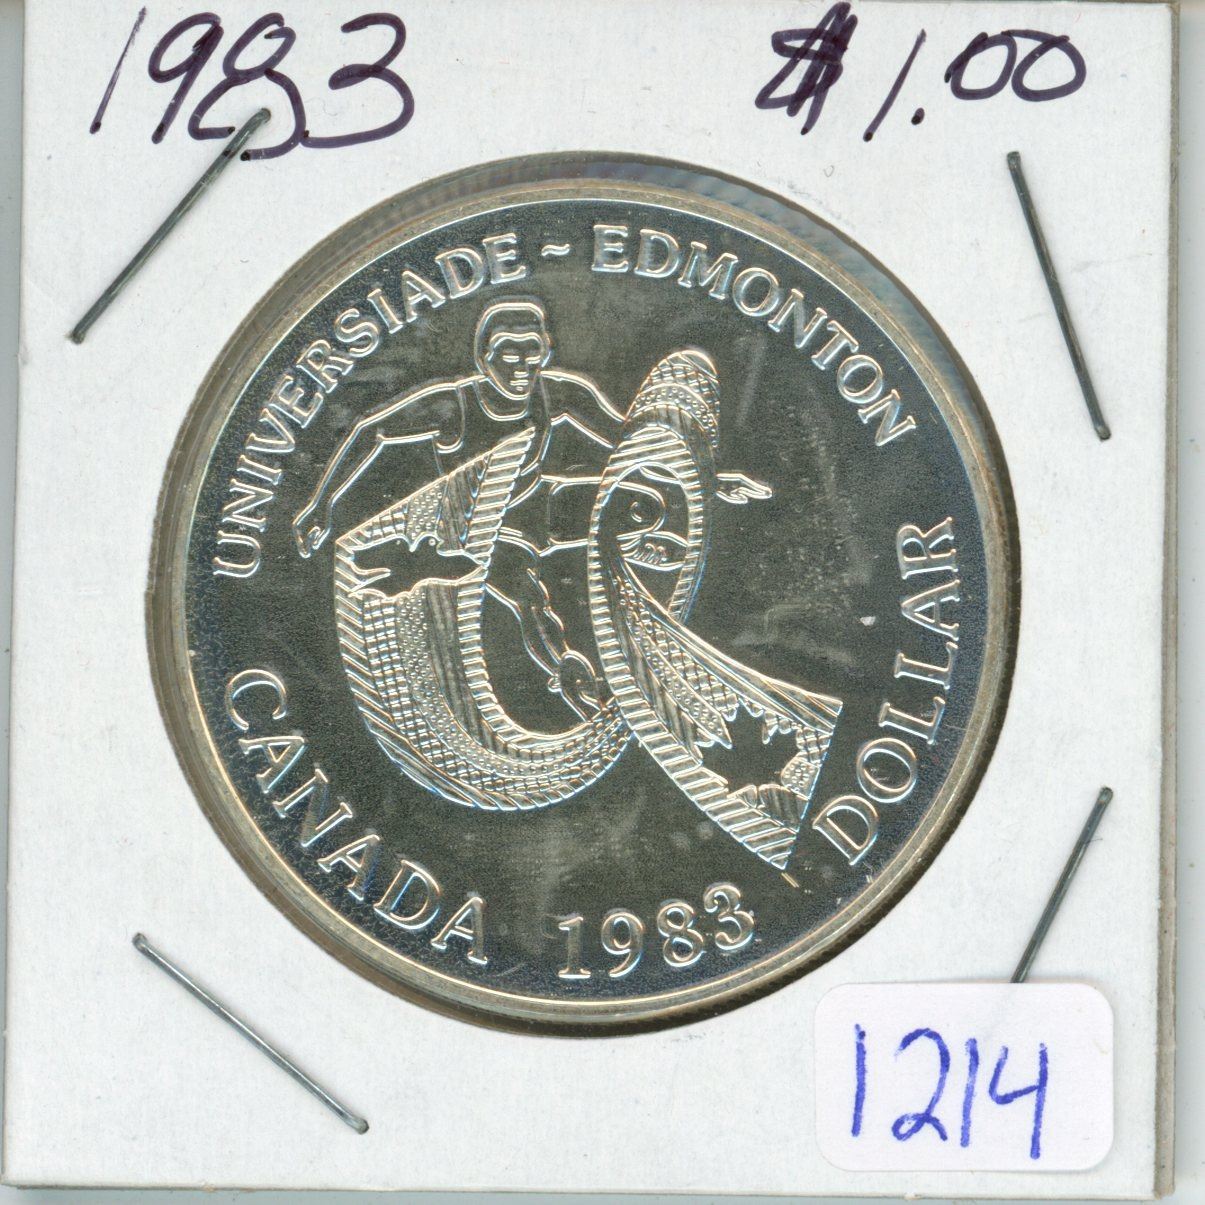 1983 $1.00
UNIVERSIADE ~ EDMONTON
CANADA 1983 DOLLAR
1214